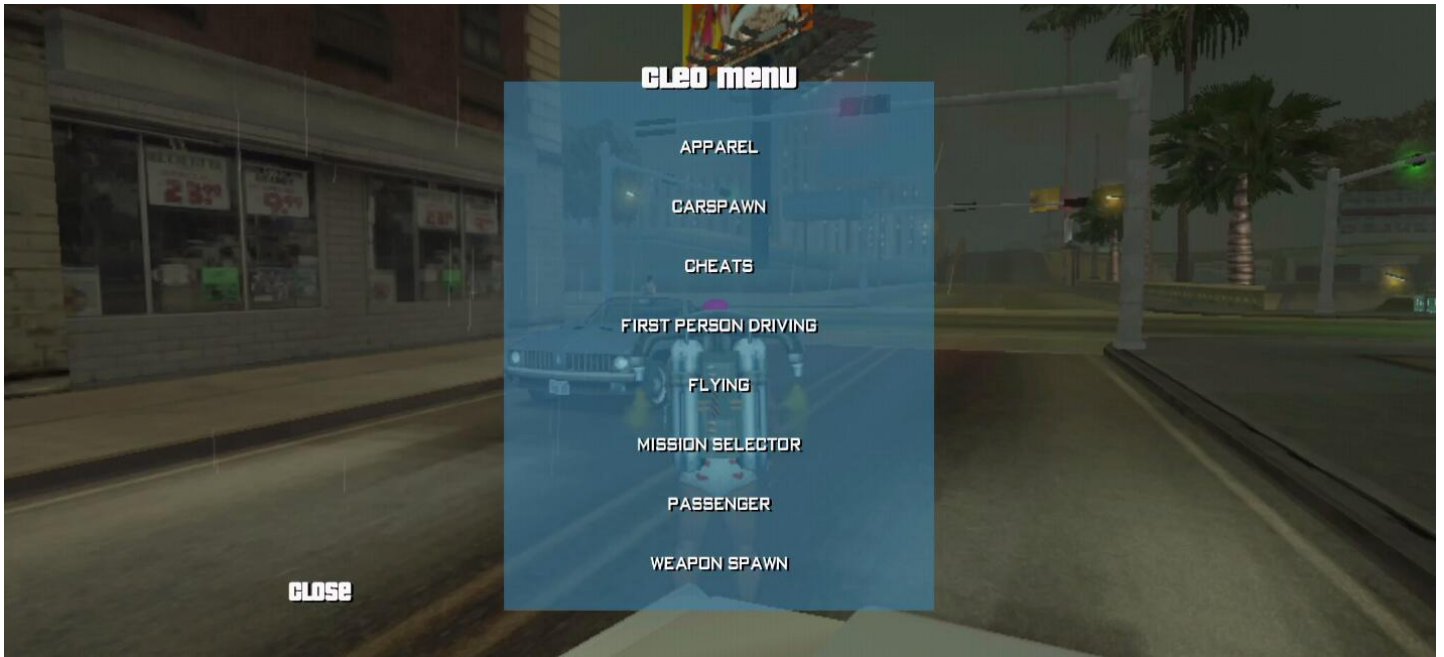 CLEO MENU
APPAREL
CARSPAWN
CHEATS
FIRST PERSON DRIVING
FLYING
MISSION SELECTOR
PASSENGER
WEAPON SPAWN
CLOSE